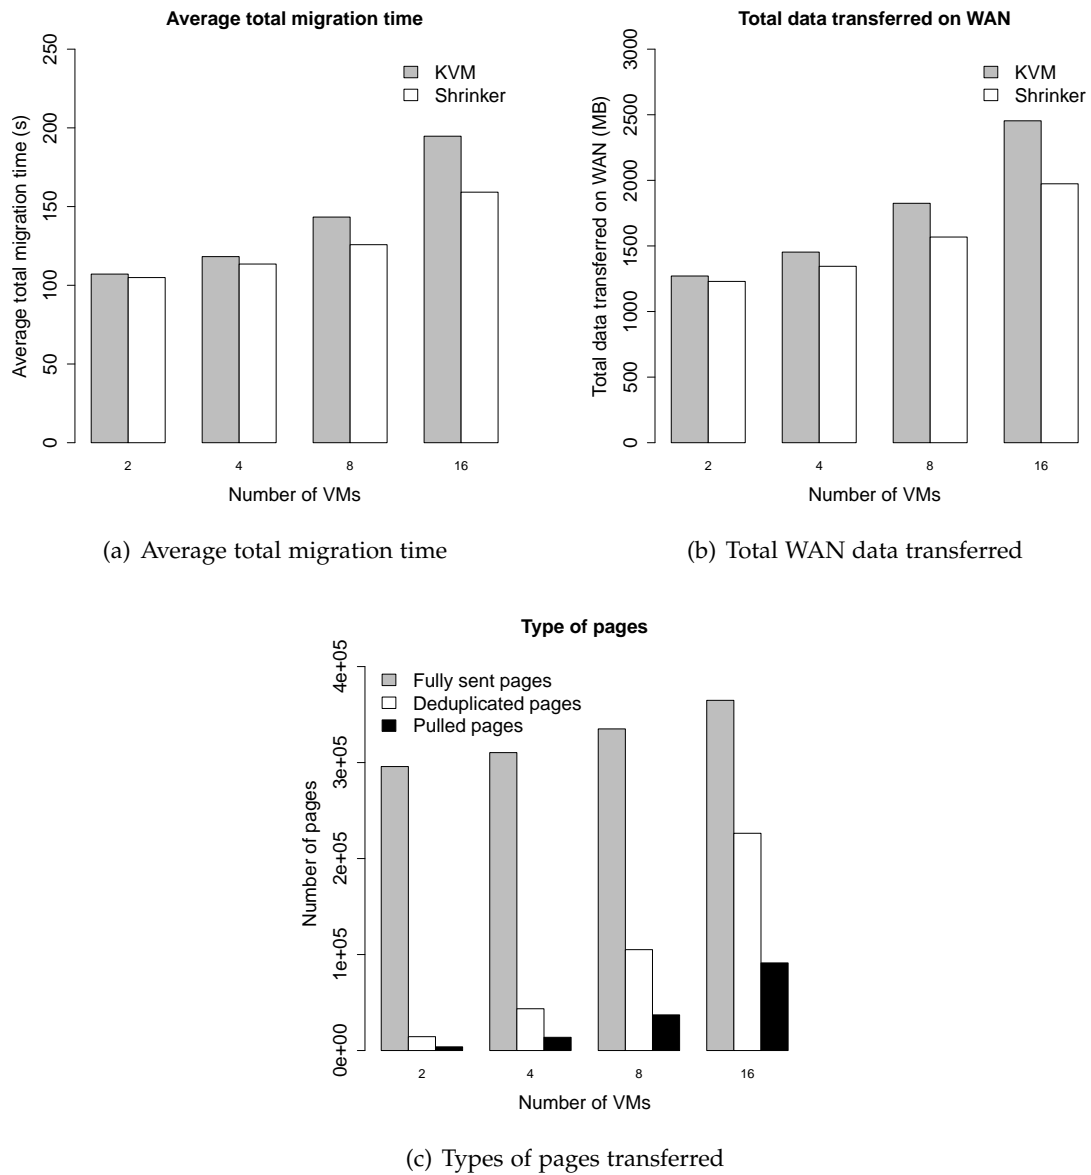 Average total migration time
Average total migration time (s)
250
200
150
100
50
0
KVM
Shrinker
2 4 8 16
Number of VMs
(a) Average total migration time
Total data transferred on WAN
Total data transferred on WAN (MB)
3000
2500
2000
1500
1000
500
0
KVM
Shrinker
2 4 8 16
Number of VMs
(b) Total WAN data transferred
Type of pages
Number of pages
4e+05
3e+05
2e+05
1e+05
0e+00
Fully sent pages
Deduplicated pages
Pulled pages
2 4 8 16
Number of VMs
(c) Types of pages transferred